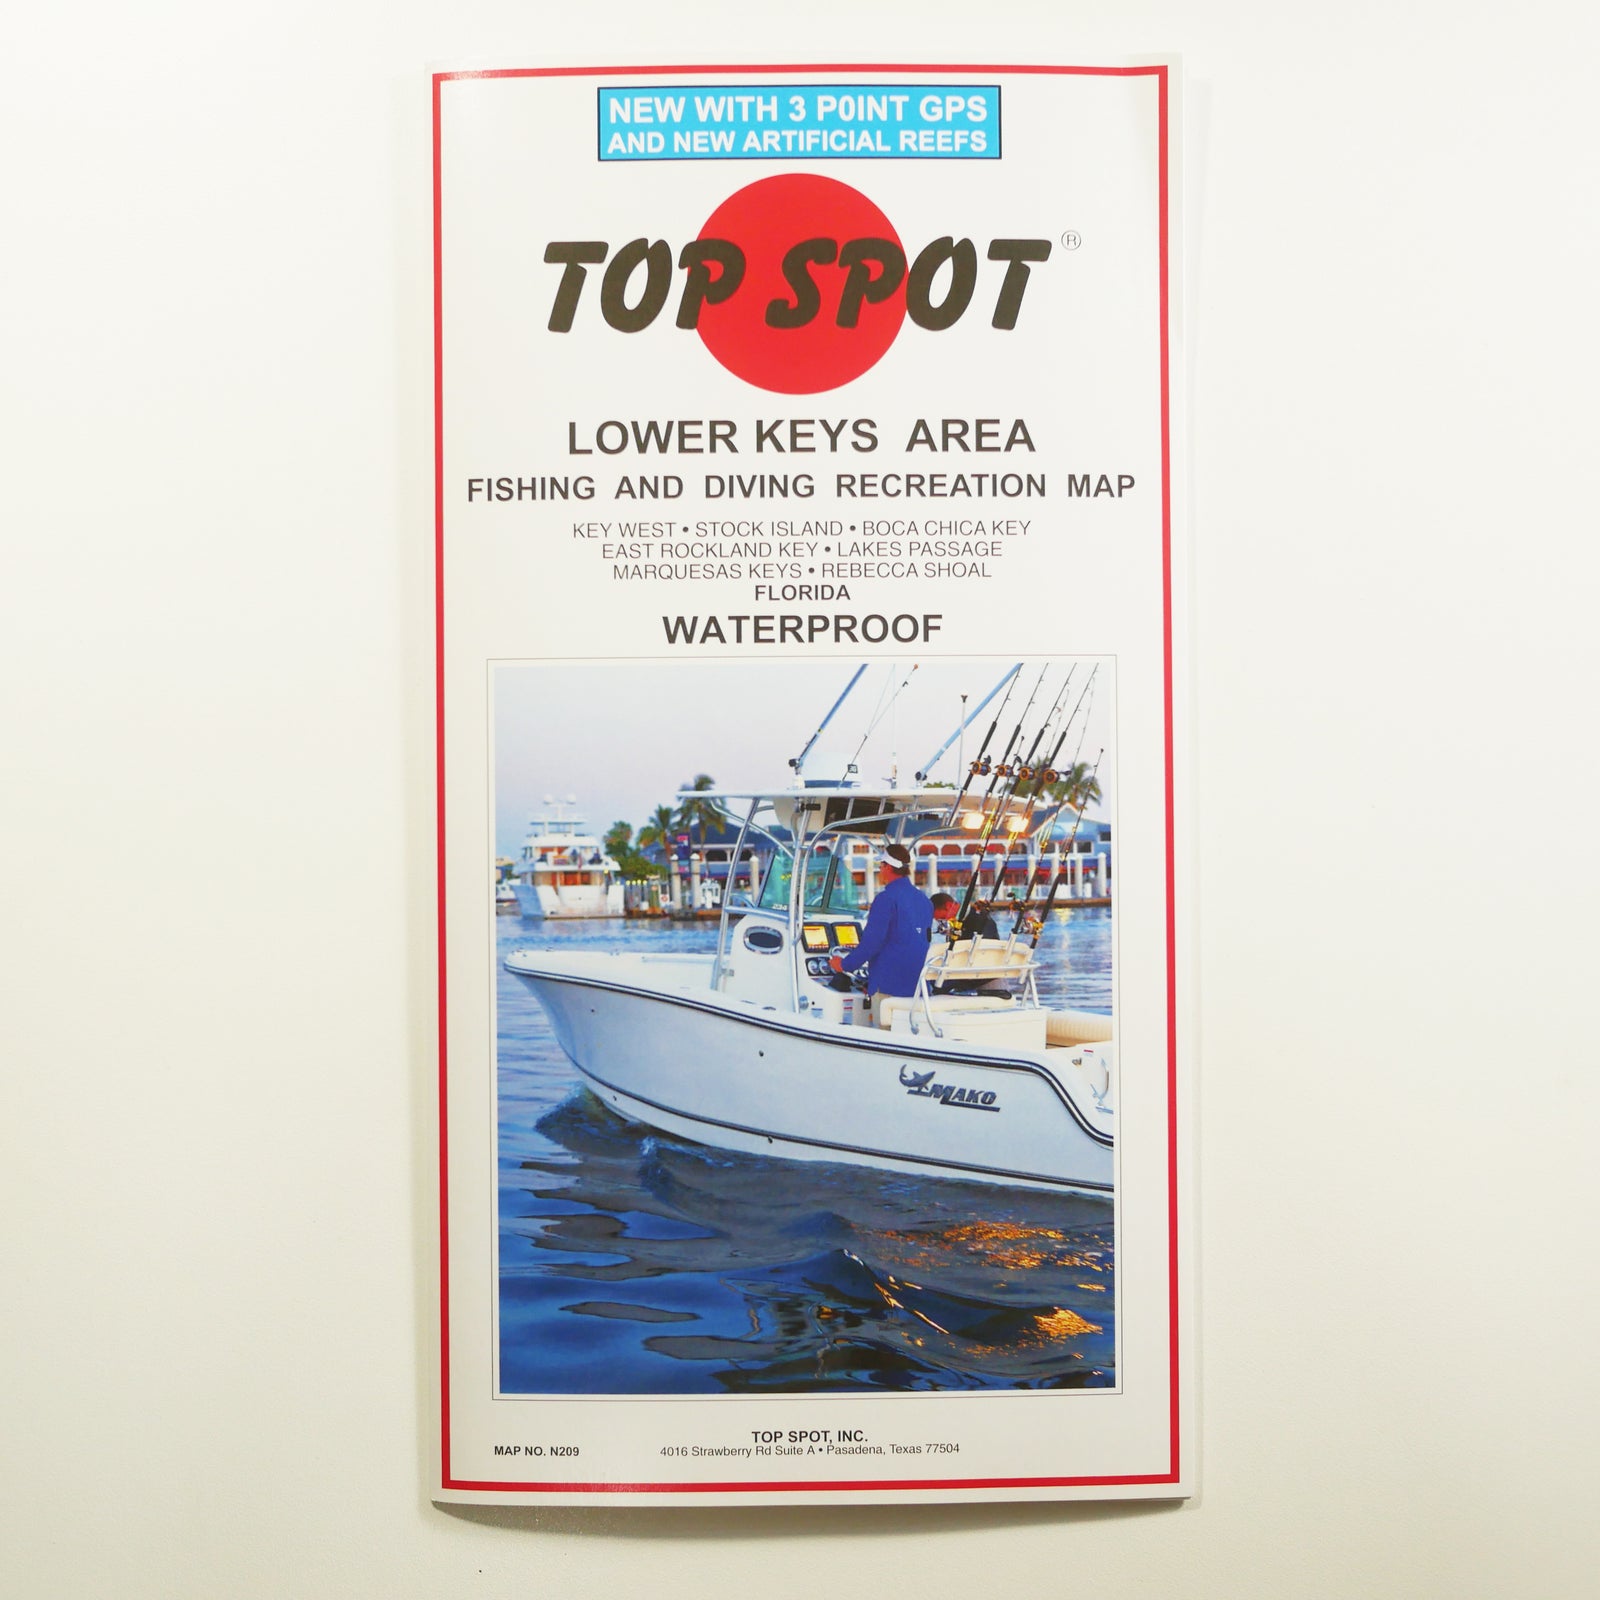 NEW WITH 3 P0INT GPS
AND NEW ARTIFICIAL REEFS
TOP SPOT ®
LOWER KEYS AREA
FISHING AND DIVING RECREATION MAP
KEY WEST • STOCK ISLAND • BOCA CHICA KEY
EAST ROCKLAND KEY • LAKES PASSAGE
MARQUESAS KEYS • REBECCA SHOAL
FLORIDA
WATERPROOF
MAKO
TOP SPOT, INC.
MAP NO. N209
4016 Strawberry Rd Suite A • Pasadena, Texas 77504